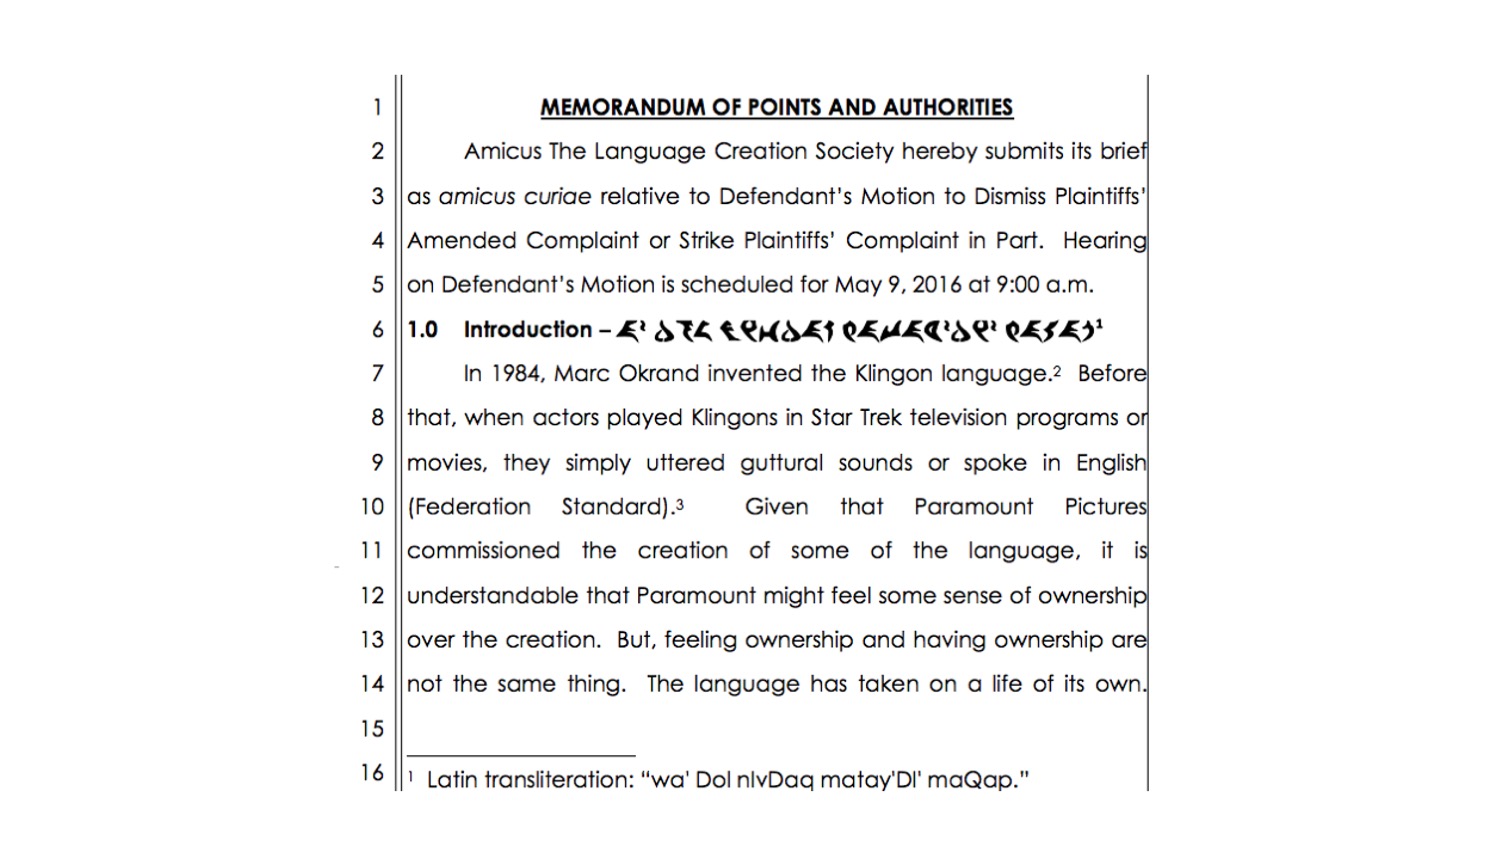 1 MEMORANDUM OF POINTS AND AUTHORITIES
2 Amicus The Language Creation Society hereby submits its brief
3 as amicus curiae relative to Defendant's Motion to Dismiss Plaintiffs'
4 Amended Complaint or Strike Plaintiffs' Complaint in Part. Hearing
5 on Defendant's Motion is scheduled for May 9, 2016 at 9:00 a.m.
6 1.0 Introduction – ¹
7 In 1984, Marc Okrand invented the Klingon language.² Before
8 that, when actors played Klingons in Star Trek television programs or
9 movies, they simply uttered guttural sounds or spoke in English
10 (Federation Standard).³ Given that Paramount Pictures
11 commissioned the creation of some of the language, it is
12 understandable that Paramount might feel some sense of ownership
13 over the creation. But, feeling ownership and having ownership are
14 not the same thing. The language has taken on a life of its own.
15
16 ¹ Latin transliteration: "wa' Dol nIvDaq matay'DI' maQap."